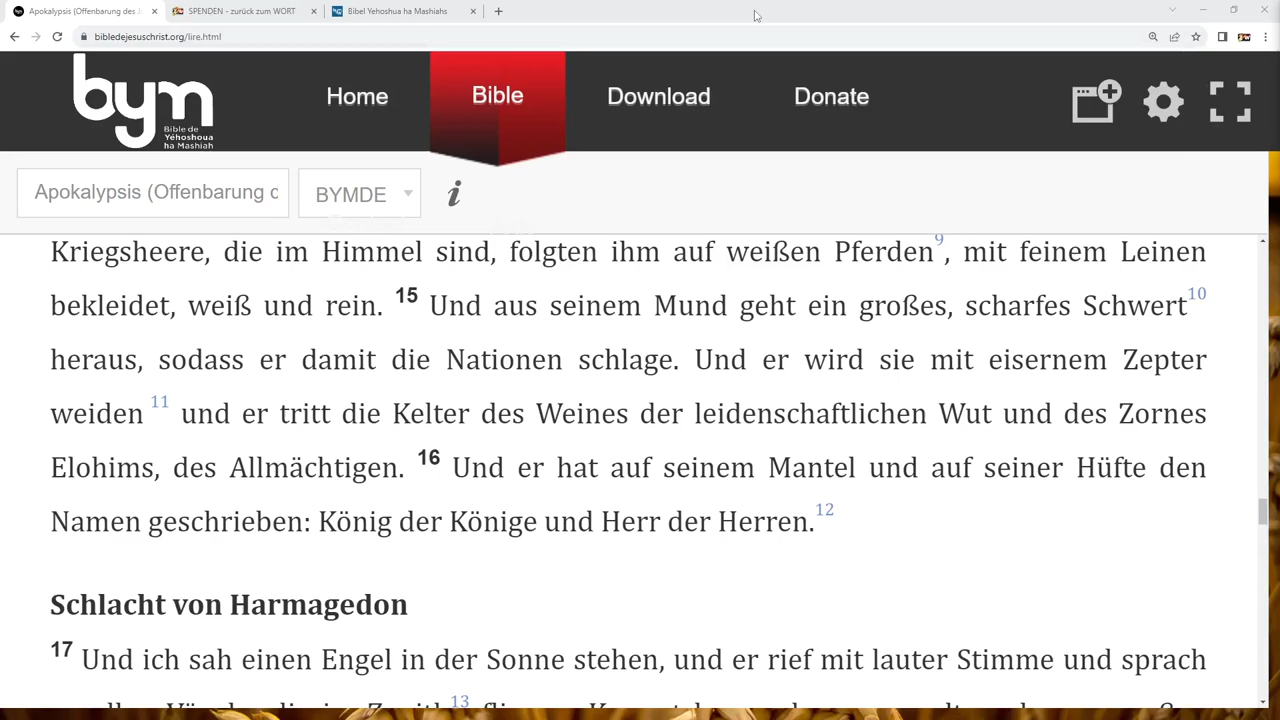 Apokalypsis (Offenbarung des J
SPENDEN - zurück zum WORT
Bibel Yehoshua ha Mashiahs
bibledejesuschrist.org/lire.html
bym
Bible de
Yéhoshoua
ha Mashiah
Home
Bible
Download
Donate
Apokalypsis (Offenbarung d
BYMDE
i
Kriegsheere, die im Himmel sind, folgten ihm auf weißen Pferden9, mit feinem Leinen
bekleidet, weiß und rein. 15 Und aus seinem Mund geht ein großes, scharfes Schwert10
heraus, sodass er damit die Nationen schlage. Und er wird sie mit eisernem Zepter
weiden 11 und er tritt die Kelter des Weines der leidenschaftlichen Wut und des Zornes
Elohims, des Allmächtigen. 16 Und er hat auf seinem Mantel und auf seiner Hüfte den
Namen geschrieben: König der Könige und Herr der Herren.12
Schlacht von Harmagedon
17 Und ich sah einen Engel in der Sonne stehen, und er rief mit lauter Stimme und sprach
13